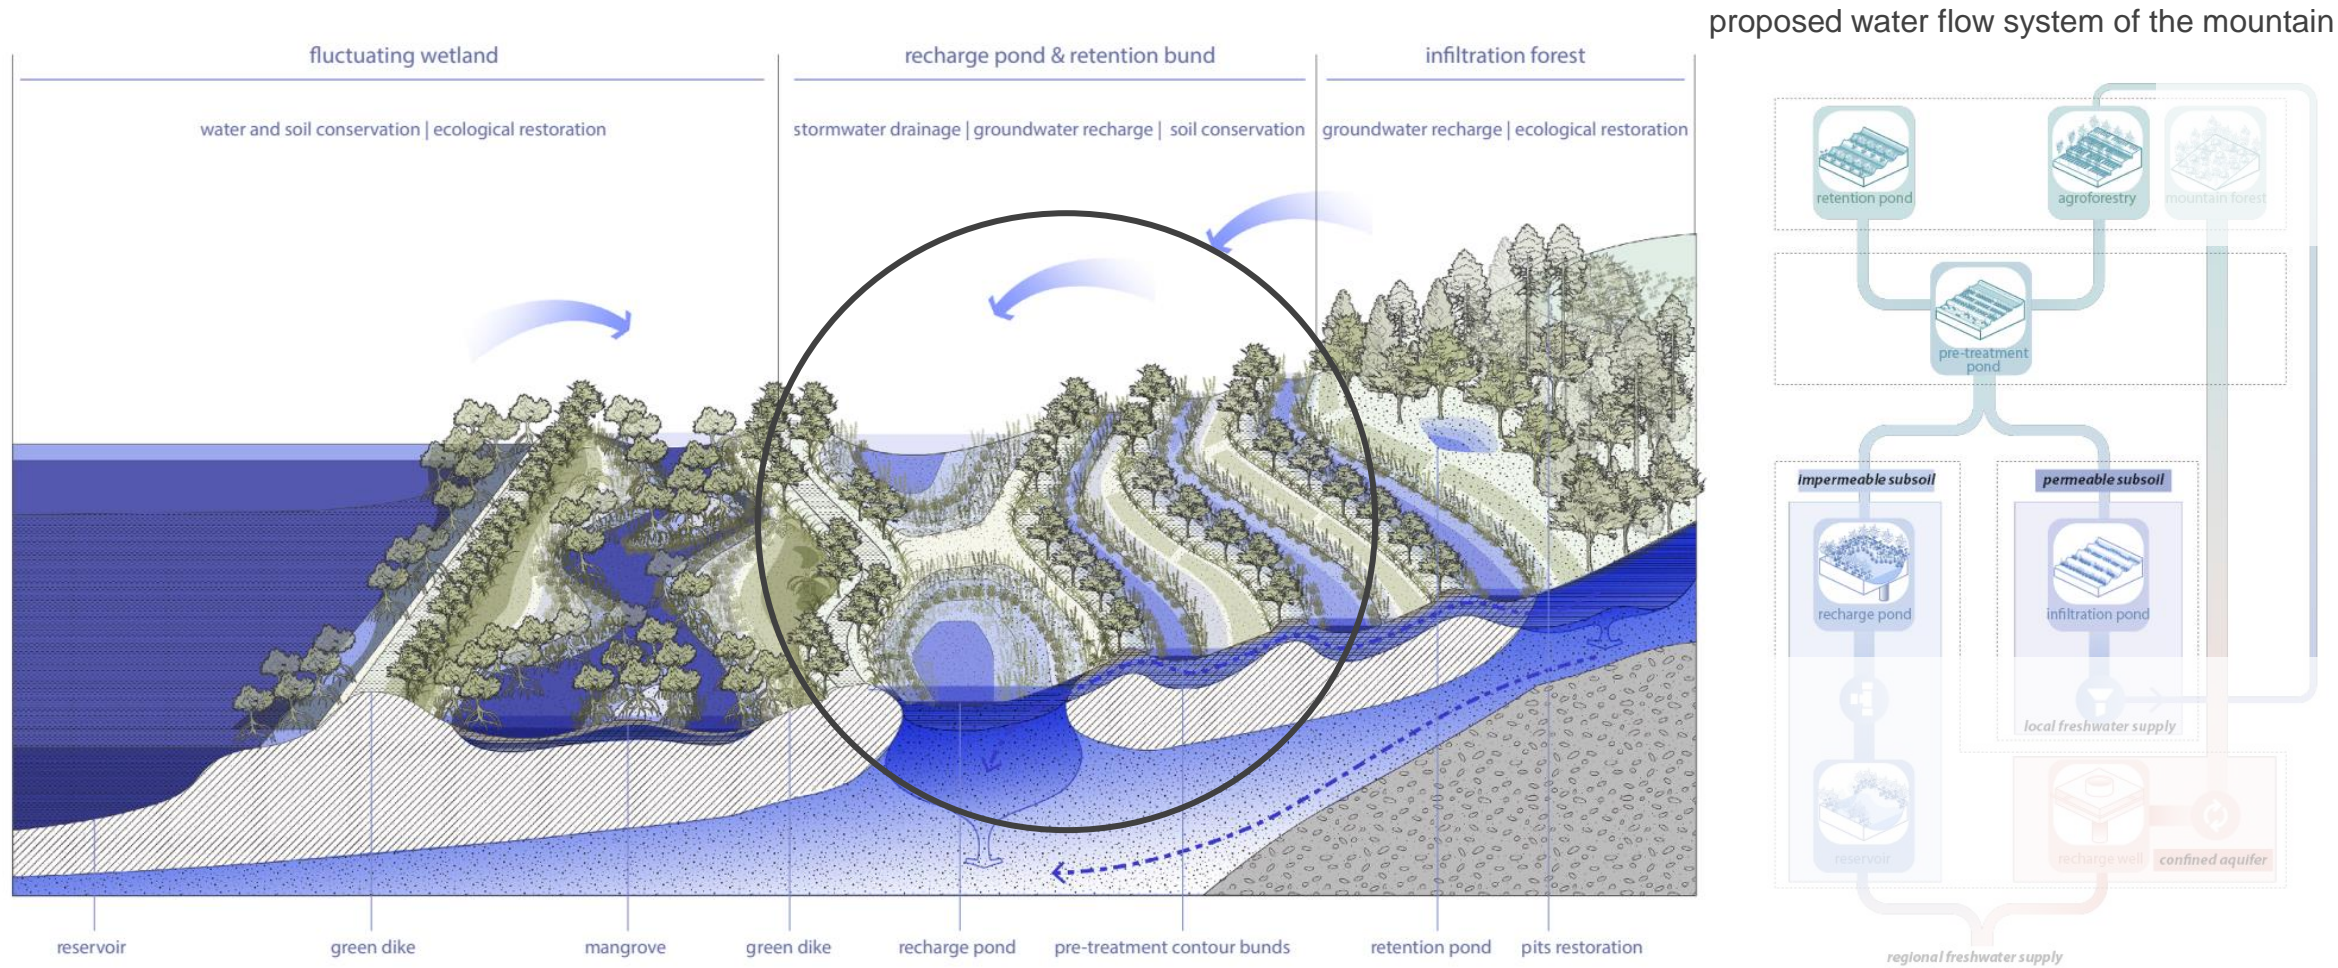 proposed water flow system of the mountain
fluctuating wetland
recharge pond & retention bund
infiltration forest
water and soil conservation | ecological restoration
stormwater drainage | groundwater recharge | soil conservation
groundwater recharge | ecological restoration
retention pond
agroforestry
mountain forest
pre-treatment
pond
impermeable subsoil
permeable subsoil
recharge pond
infiltration pond
local freshwater supply
reservoir
recharge well
confined aquifer
regional freshwater supply
reservoir
green dike
mangrove
green dike
recharge pond
pre-treatment contour bunds
retention pond
pits restoration